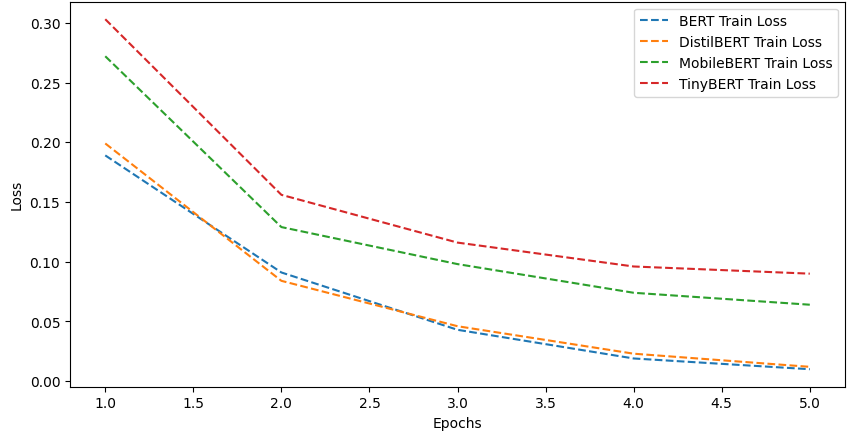 0.30
0.25
0.20
0.15
0.10
0.05
0.00
Loss
BERT Train Loss
DistilBERT Train Loss
MobileBERT Train Loss
TinyBERT Train Loss
1.0 1.5 2.0 2.5 3.0 3.5 4.0 4.5 5.0
Epochs